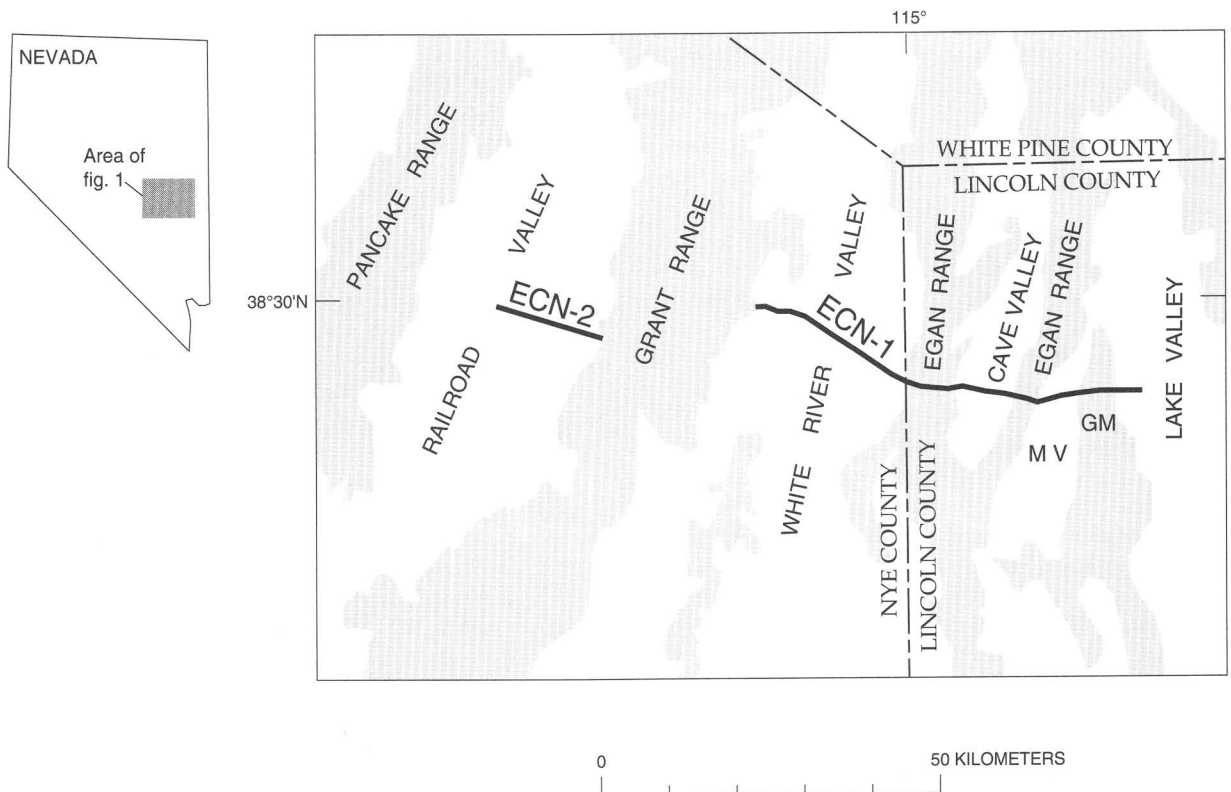 NEVADA
Area of
fig. 1
115°
38°30'N
PANCAKE RANGE
RAILROAD VALLEY
ECN-2
GRANT RANGE
WHITE RIVER VALLEY
ECN-1
WHITE PINE COUNTY
LINCOLN COUNTY
EGAN RANGE
CAVE VALLEY
EGAN RANGE
LAKE VALLEY
GM
M V
NYE COUNTY
LINCOLN COUNTY
0
50 KILOMETERS